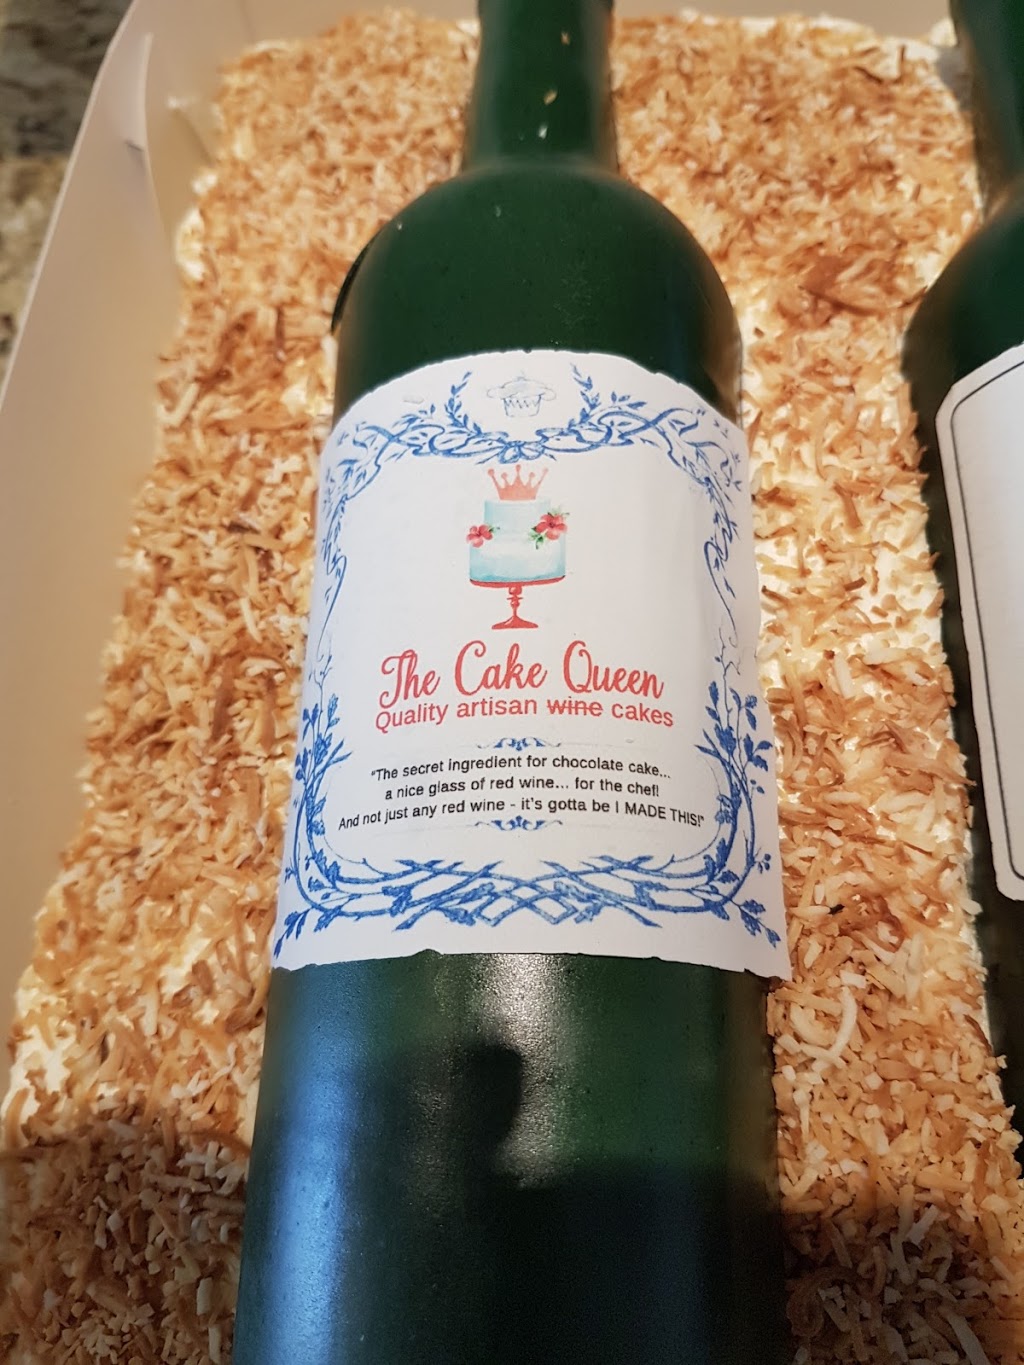 The Cake Queen
Quality artisan wine cakes
"The secret ingredient for chocolate cake...
a nice glass of red wine... for the chef!
And not just any red wine - it's gotta be I MADE THIS!"